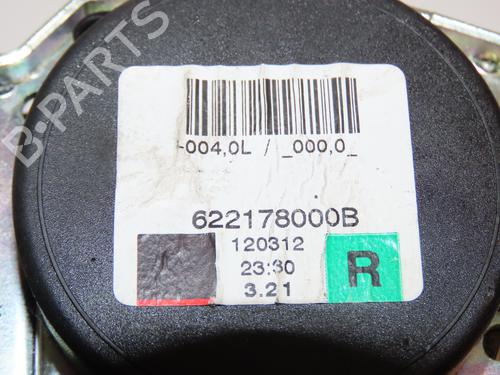 B-PARTS
-004,0L / _000,0_
622178000B
120312
23:30
3.21
R